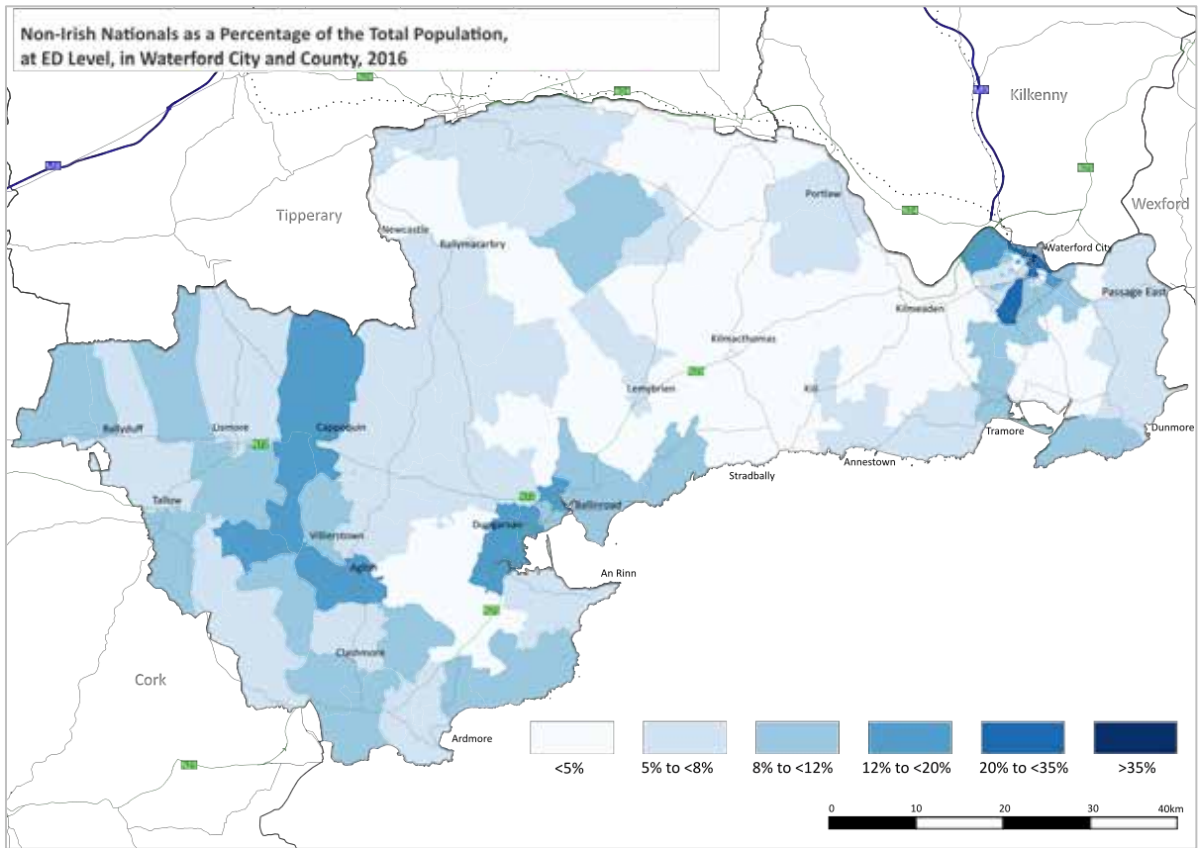 Non-Irish Nationals as a Percentage of the Total Population,
at ED Level, in Waterford City and County, 2016
Kilkenny
Wexford
Tipperary
Portlaw
Newcastle
Ballymacarbry
Waterford City
Passage East
Kilmeaden
Kilmacthomas
Lemybrien
Kill
Ballyduff
Lismore
Cappoquin
Tramore
Dunmore
Annestown
Stradbally
Tallow
Ballinroad
Dungarvan
Villierstown
Aglish
An Rinn
Clashmore
Cork
Ardmore
<5%
5% to <8%
8% to <12%
12% to <20%
20% to <35%
>35%
0 10 20 30 40km